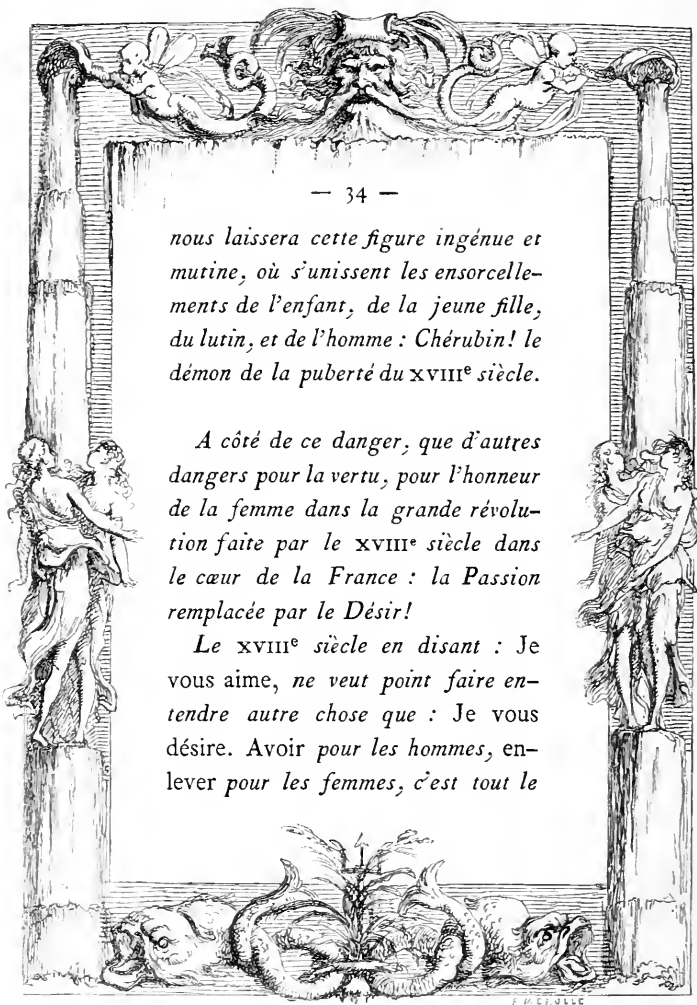 — 34 —
nous laissera cette figure ingénue et
mutine, où s'unissent les ensorcelle-
ments de l'enfant, de la jeune fille,
du lutin, et de l'homme : Chérubin! le
démon de la puberté du XVIIIe siècle.
A côté de ce danger, que d'autres
dangers pour la vertu, pour l'honneur
de la femme dans la grande révolu-
tion faite par le XVIIIe siècle dans
le cœur de la France : la Passion
remplacée par le Désir!
Le XVIIIe siècle en disant : Je
vous aime, ne veut point faire en-
tendre autre chose que : Je vous
désire. Avoir pour les hommes, en-
lever pour les femmes, c'est tout le